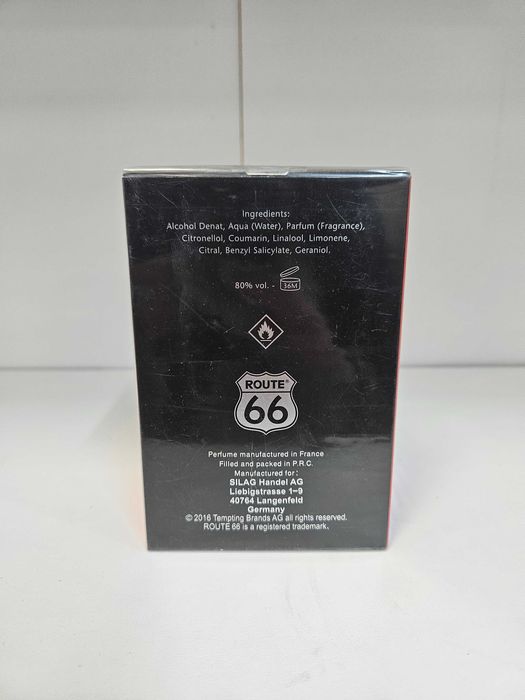 Ingredients:
Alcohol Denat, Aqua (Water), Parfum (Fragrance),
Citronellol, Coumarin, Linalool, Limonene,
Citral, Benzyl Salicylate, Geraniol.
80% vol. - 36M
ROUTE®
66
Perfume manufactured in France
Filled and packed in P.R.C.
Manufactured for:
SILAG Handel AG
Liebigstrasse 1-9
40764 Langenfeld
Germany
© 2016 Tempting Brands AG all rights reserved.
ROUTE 66 is a registered trademark.